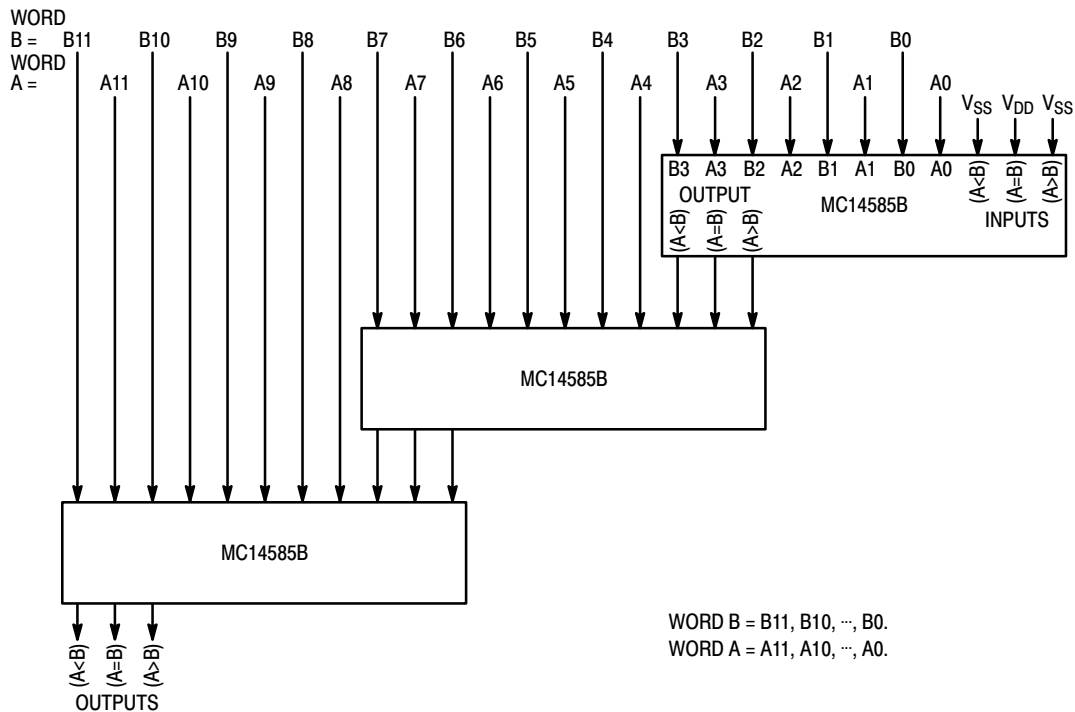 WORD
B = B11 B10 B9 B8 B7 B6 B5 B4 B3 B2 B1 B0
WORD
A = A11 A10 A9 A8 A7 A6 A5 A4 A3 A2 A1 A0
VSS VDD VSS
B3 A3 B2 A2 B1 A1 B0 A0 (A<B) (A=B) (A>B)
OUTPUT
MC14585B
INPUTS
(A<B) (A=B) (A>B)
MC14585B
MC14585B
(A<B) (A=B) (A>B)
OUTPUTS
WORD B = B11, B10, ···, B0.
WORD A = A11, A10, ···, A0.